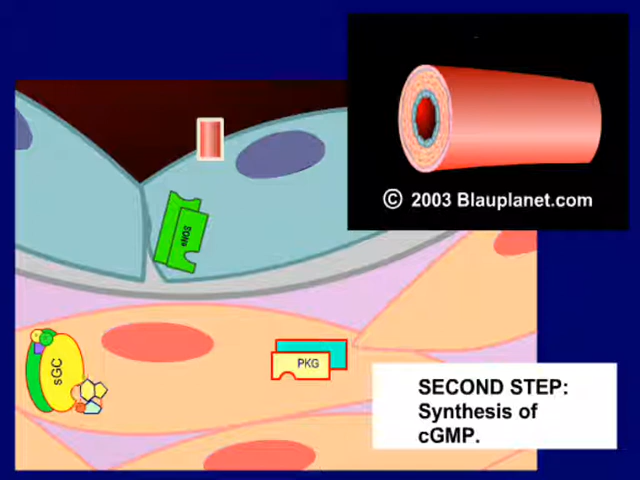 © 2003 Blauplanet.com
eNOS
sGC
PKG
SECOND STEP:
Synthesis of
cGMP.